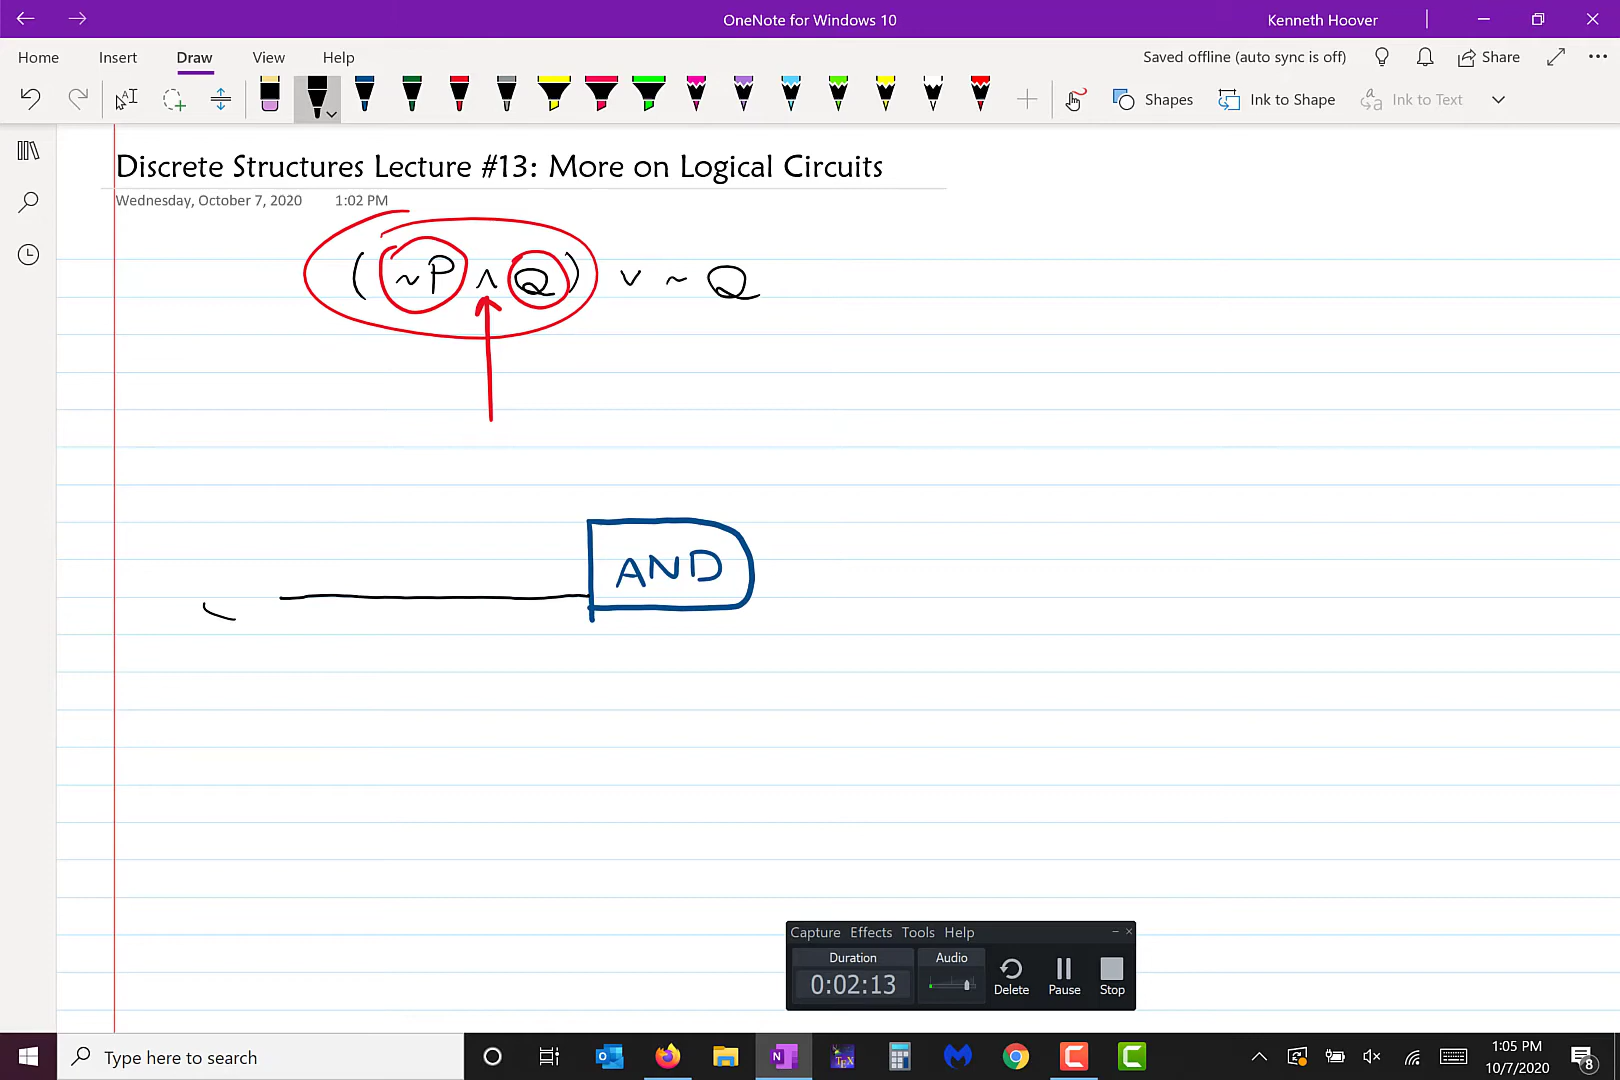 OneNote for Windows 10
Kenneth Hoover
Home Insert Draw View Help
Saved offline (auto sync is off)
Share
Shapes
Ink to Shape
Ink to Text
Discrete Structures Lecture #13: More on Logical Circuits
Wednesday, October 7, 2020 1:02 PM
(~P ∧ Q) ∨ ~Q
AND
Capture Effects Tools Help
Duration Audio
0:02:13
Delete Pause Stop
Type here to search
1:05 PM
10/7/2020
8